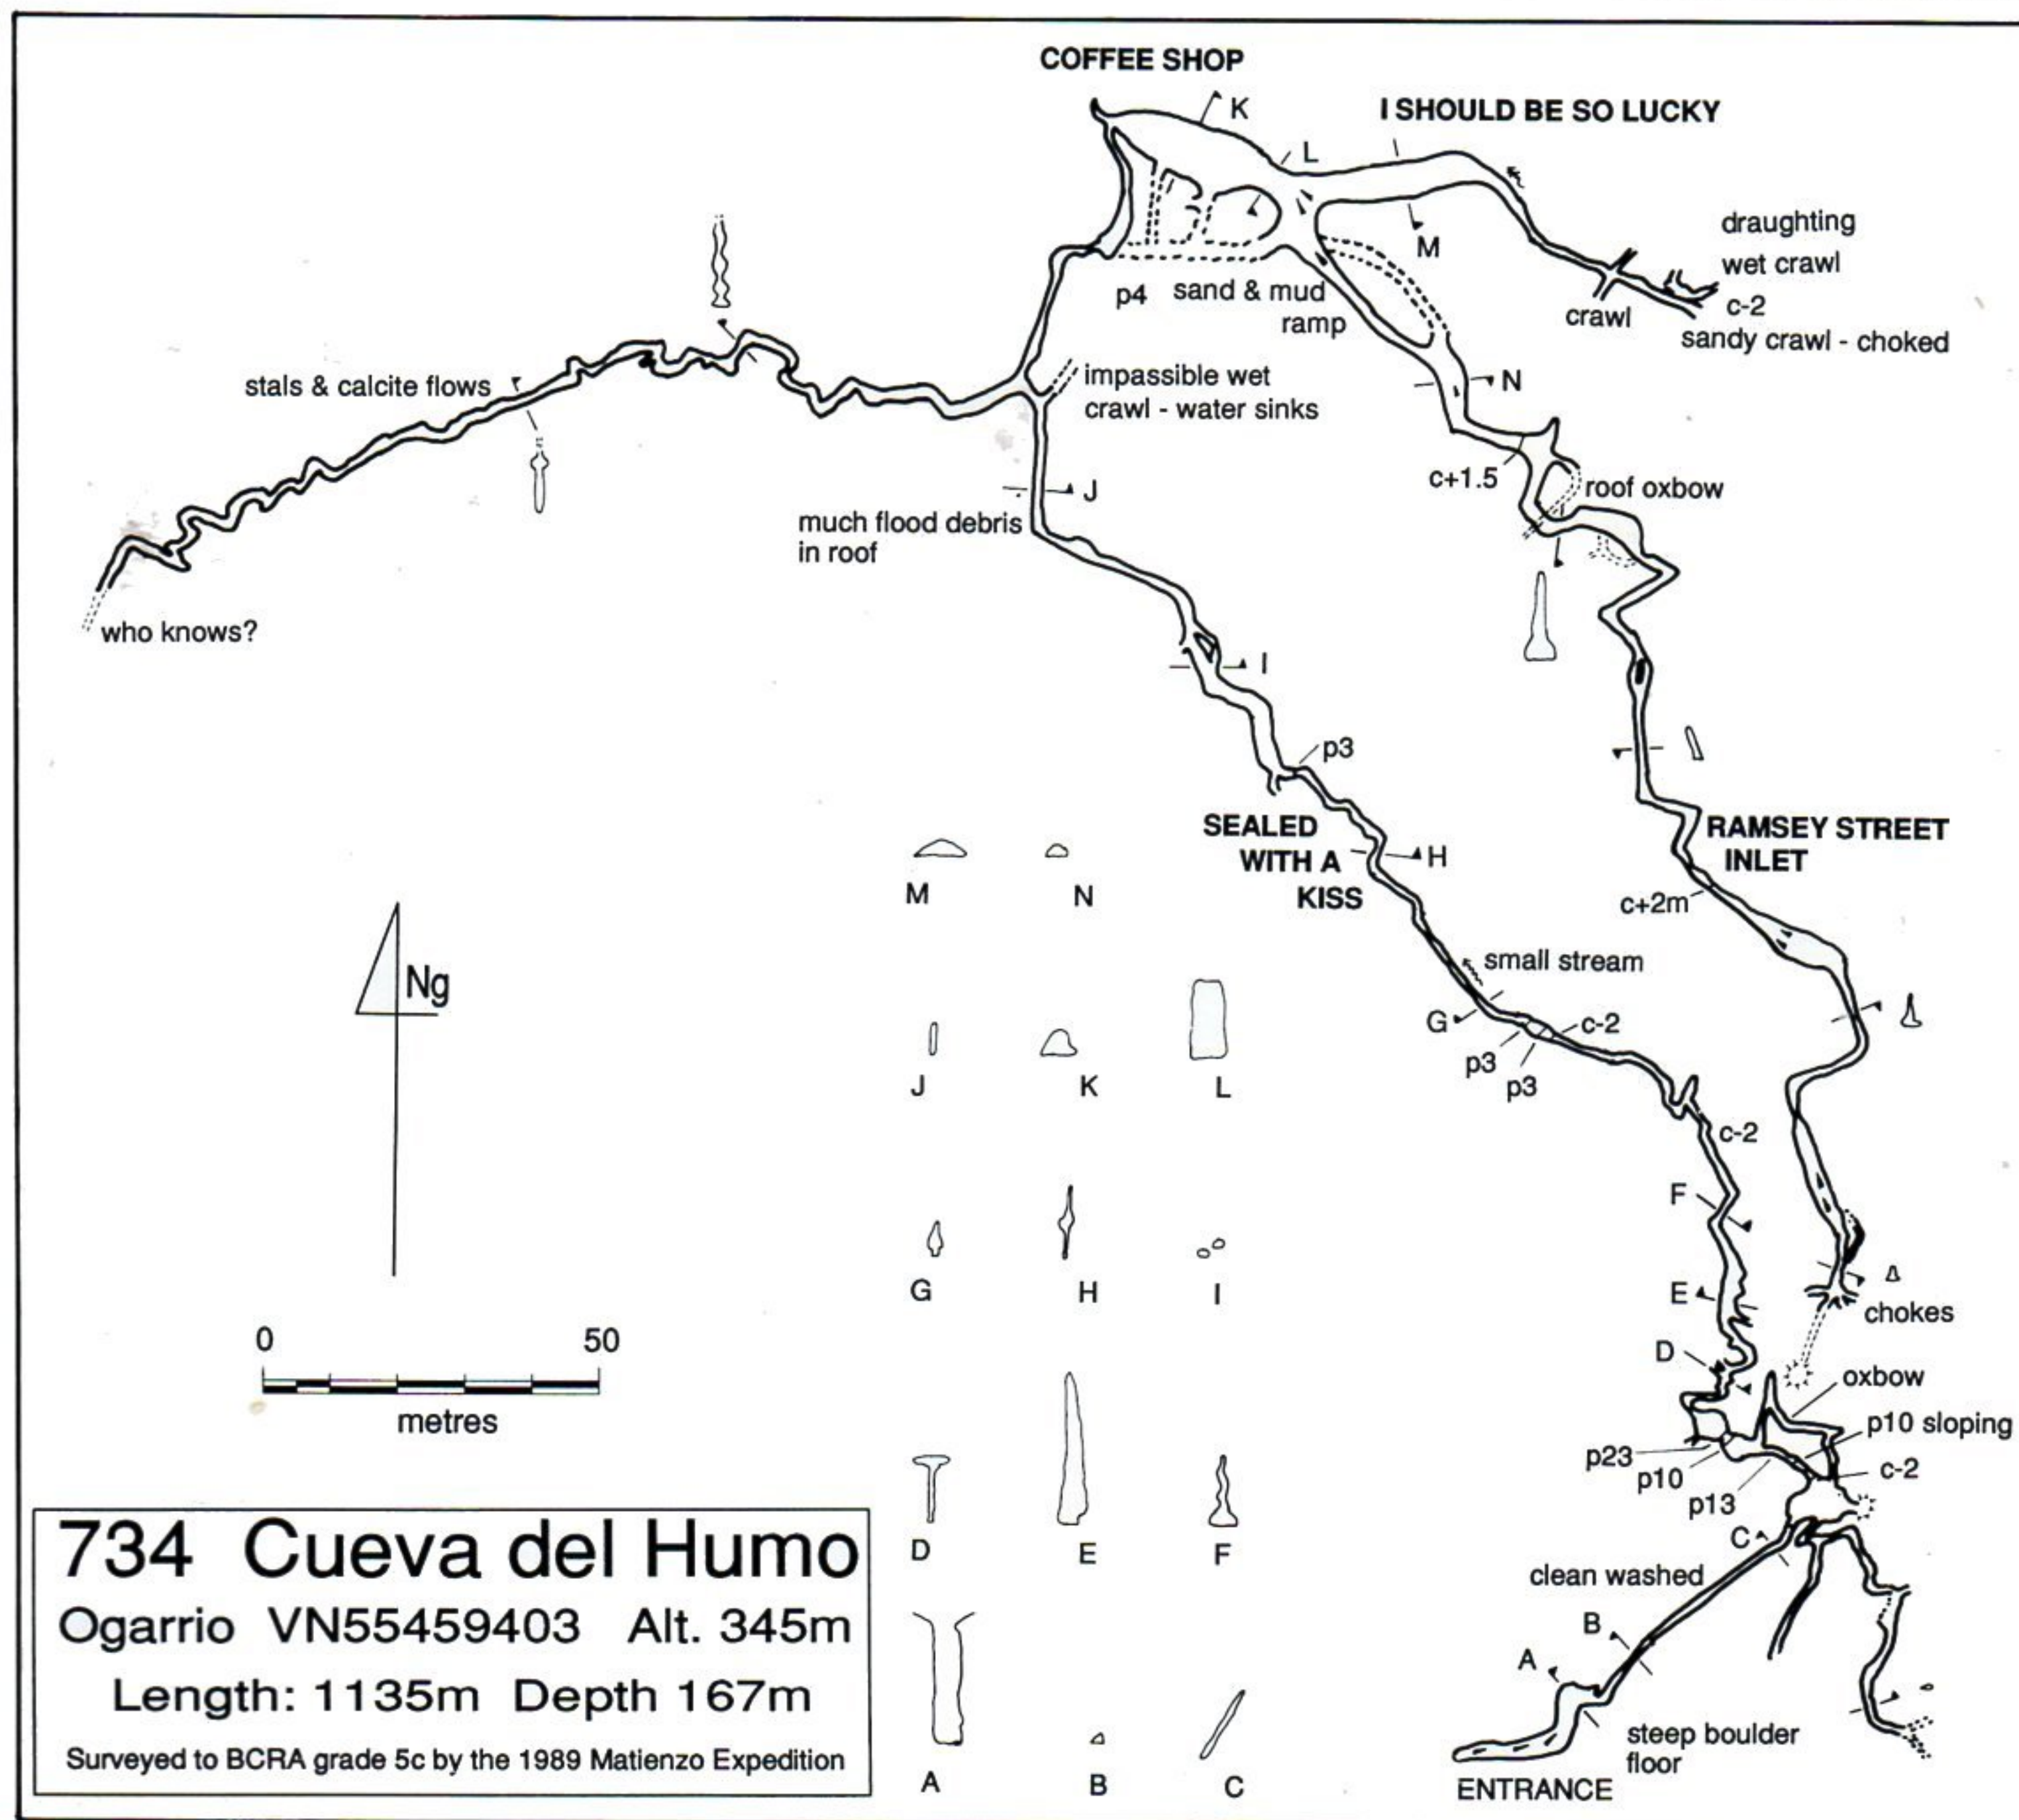 COFFEE SHOP
K
I SHOULD BE SO LUCKY
L
M
draughting
wet crawl
c-2
crawl
sandy crawl - choked
p4 sand & mud
ramp
stals & calcite flows
impassible wet
crawl - water sinks
N
c+1.5
roof oxbow
J
much flood debris
in roof
who knows?
I
p3
SEALED
WITH A
KISS
H
RAMSEY STREET
INLET
c+2m
small stream
G
c-2
p3
p3
c-2
F
E
D
chokes
oxbow
p10 sloping
p23
p10
p13
c-2
C
clean washed
B
A
steep boulder
floor
ENTRANCE
M N
J K L
G H I
D E F
A B C
Ng
0 50
metres
734 Cueva del Humo
Ogarrio VN55459403 Alt. 345m
Length: 1135m Depth 167m
Surveyed to BCRA grade 5c by the 1989 Matienzo Expedition